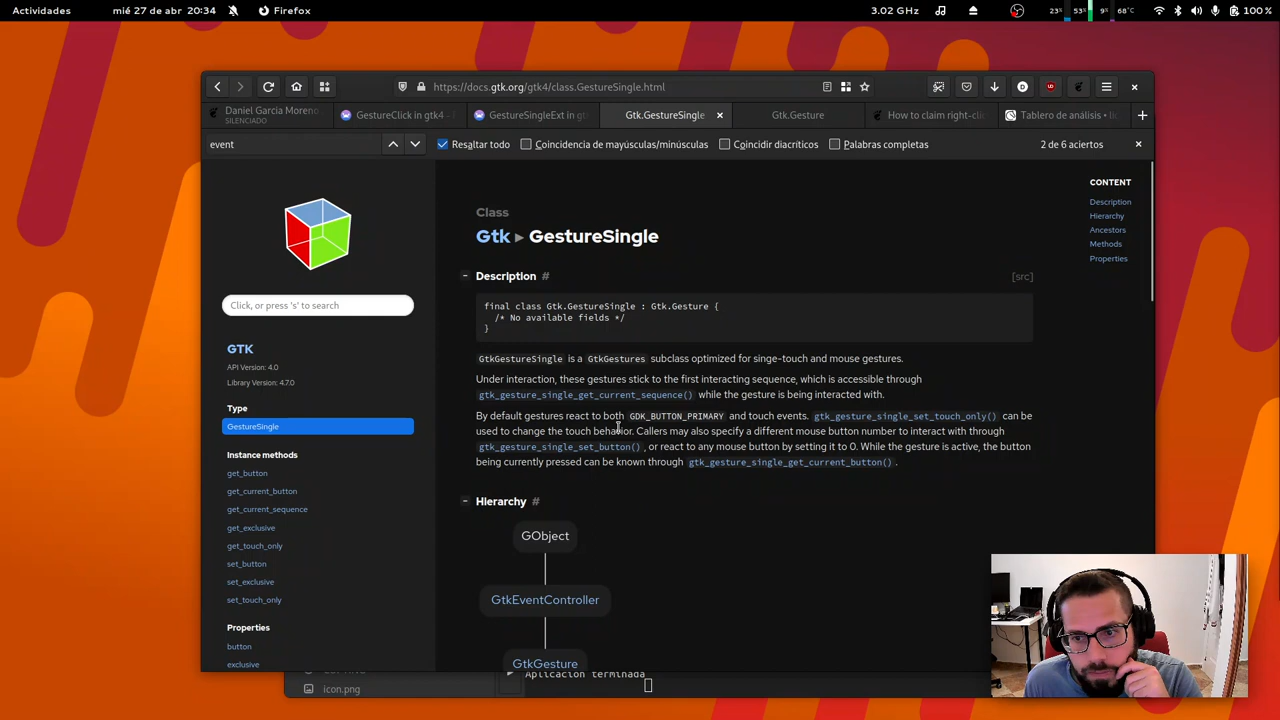 Actividades
mié 27 de abr 20:34
Firefox
3.02 GHz
23%
53%
9%
68°C
100 %
https://docs.gtk.org/gtk4/class.GestureSingle.html
Daniel García Moreno
SILENCIADO
GestureClick in gtk4 -
GestureSingleExt in gt
Gtk.GestureSingle
Gtk.Gesture
How to claim right-cli
Tablero de análisis • lic
event
Resaltar todo
Coincidencia de mayúsculas/minúsculas
Coincidir diacríticos
Palabras completas
2 de 6 aciertos
Click, or press 's' to search
GTK
API Version: 4.0
Library Version: 4.7.0
Type
GestureSingle
Instance methods
get_button
get_current_button
get_current_sequence
get_exclusive
get_touch_only
set_button
set_exclusive
set_touch_only
Properties
button
exclusive
Class
Gtk ▸ GestureSingle
− Description #
[src]
final class Gtk.GestureSingle : Gtk.Gesture {
/* No available fields */
}
GtkGestureSingle is a GtkGestures subclass optimized for singe-touch and mouse gestures.
Under interaction, these gestures stick to the first interacting sequence, which is accessible through
gtk_gesture_single_get_current_sequence() while the gesture is being interacted with.
By default gestures react to both GDK_BUTTON_PRIMARY and touch events. gtk_gesture_single_set_touch_only() can be
used to change the touch behavior. Callers may also specify a different mouse button number to interact with through
gtk_gesture_single_set_button(), or react to any mouse button by setting it to 0. While the gesture is active, the button
being currently pressed can be known through gtk_gesture_single_get_current_button().
− Hierarchy #
GObject
GtkEventController
GtkGesture
CONTENT
Description
Hierarchy
Ancestors
Methods
Properties
icon.png
Aplicación terminada